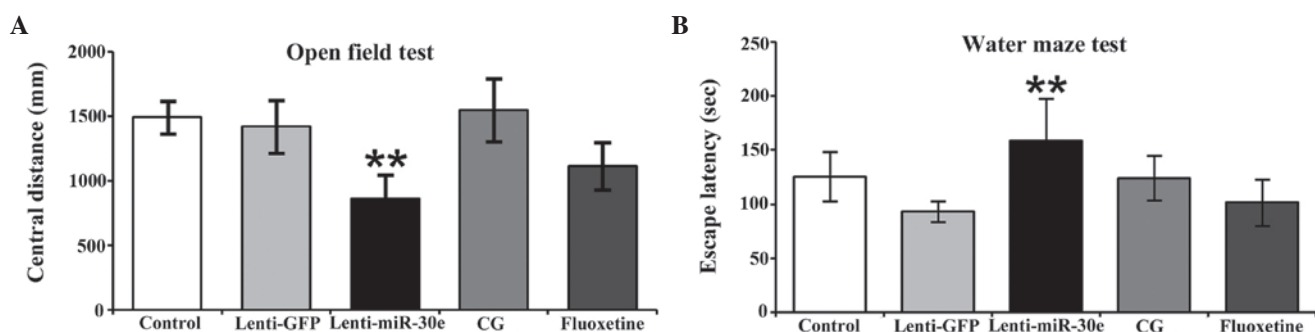 A
Open field test
Central distance (mm)
2000
1500
1000
500
0
**
Control Lenti-GFP Lenti-miR-30e CG Fluoxetine
B
Water maze test
Escape latency (sec)
250
200
150
100
50
0
**
Control Lenti-GFP Lenti-miR-30e CG Fluoxetine